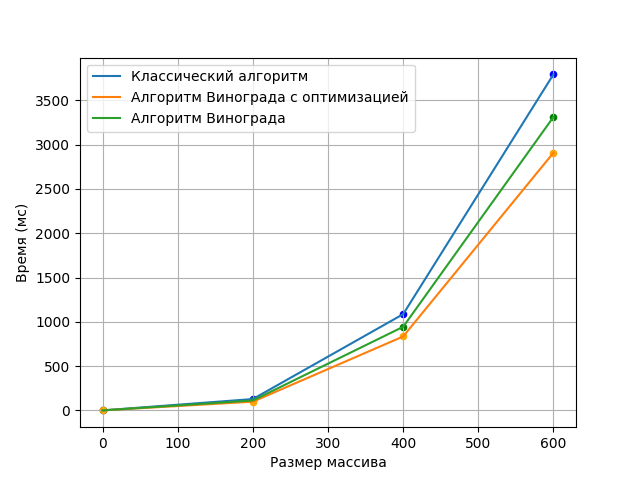 Классический алгоритм
Алгоритм Винограда с оптимизацией
Алгоритм Винограда
3500
3000
2500
2000
1500
1000
500
0
Время (мс)
0 100 200 300 400 500 600
Размер массива